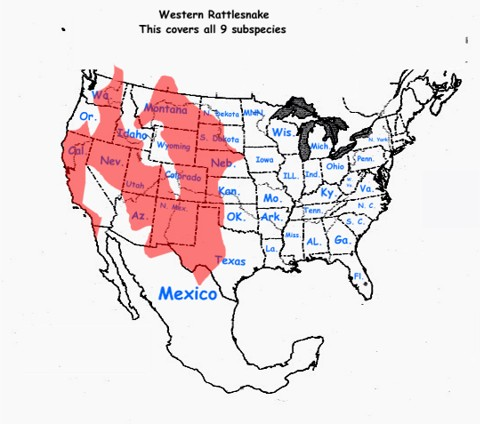 Western Rattlesnake
This covers all 9 subspecies
Wa.
Montana
N. Dakota
MNN.
Or.
Idaho
S. Dakota
Wis.
Mich.
N. York
Wyoming
Cal.
Nev.
Neb.
Iowa
Ohio
Penn.
Utah
Colorado
Kan.
ILL.
Ind.
Mo.
Ky.
Va.
Az.
N. Mex.
OK.
Ark.
Tenn.
N. C.
S. C.
Miss.
AL.
Ga.
Texas
La.
Fl.
Mexico